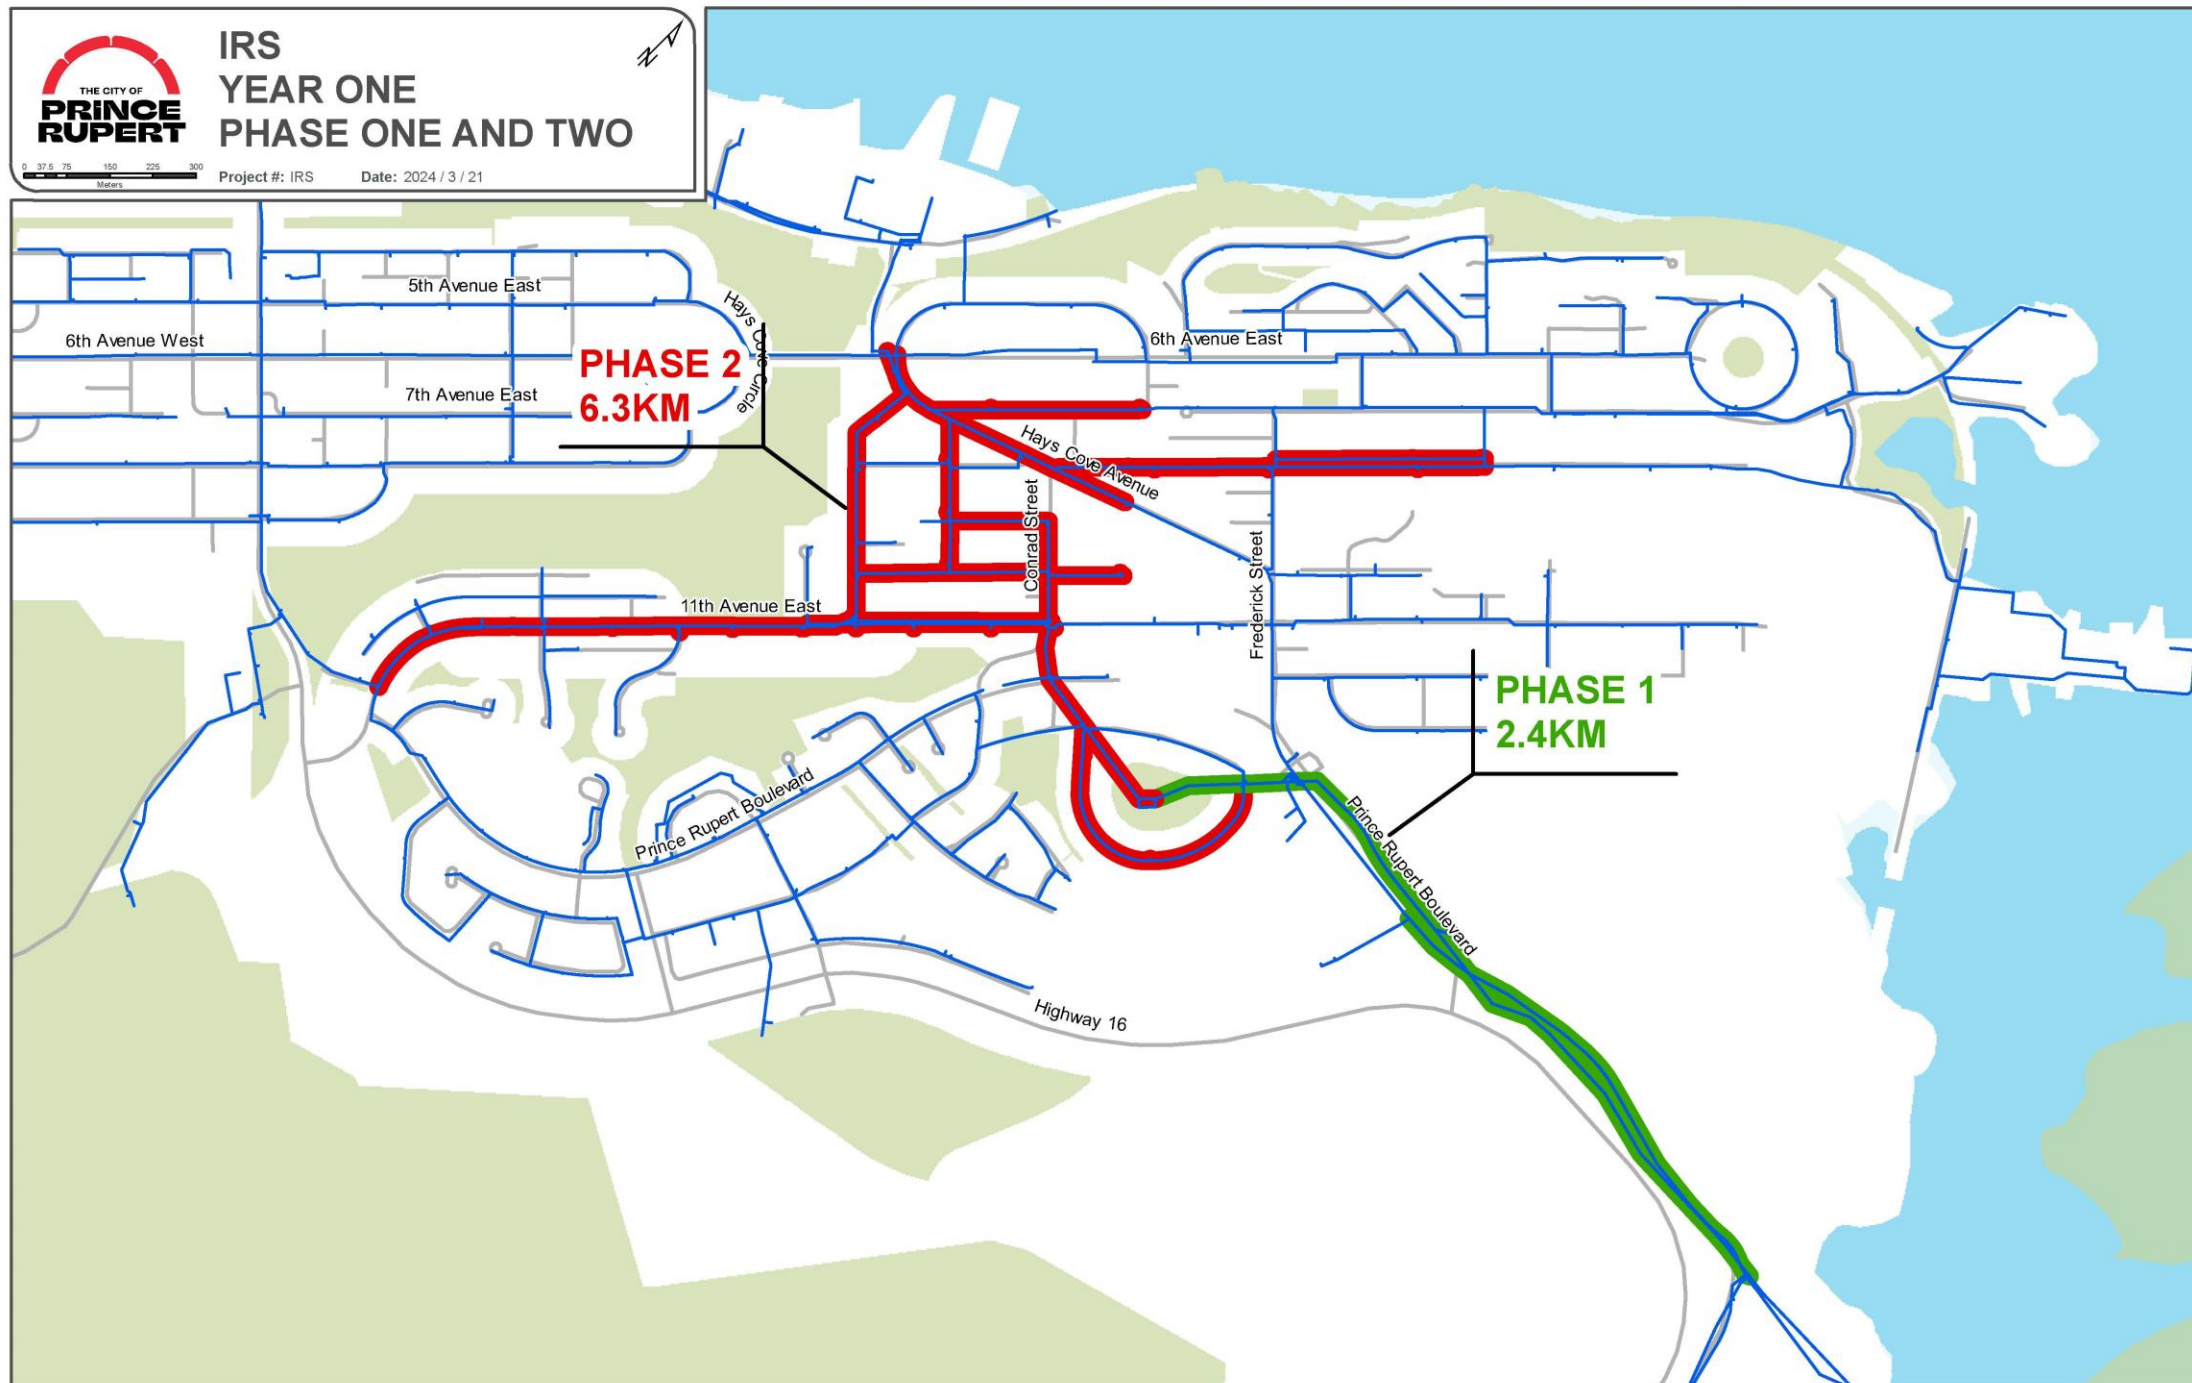 THE CITY OF
PRINCE
RUPERT
IRS
YEAR ONE
PHASE ONE AND TWO
N
0 37.5 75 150 225 300
Meters
Project #: IRS Date: 2024 / 3 / 21
5th Avenue East
6th Avenue West
7th Avenue East
Hays Cove Circle
6th Avenue East
PHASE 2
6.3KM
Hays Cove Avenue
Conrad Street
Frederick Street
11th Avenue East
PHASE 1
2.4KM
Prince Rupert Boulevard
Prince Rupert Boulevard
Highway 16